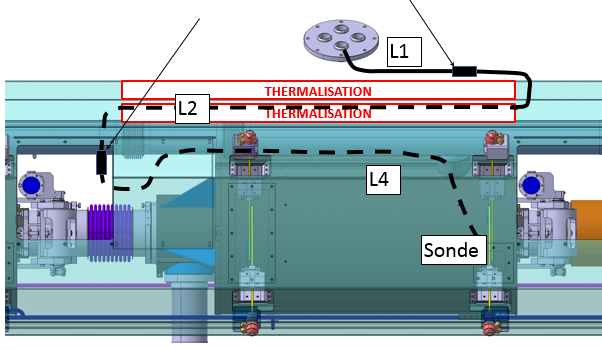 L1
THERMALISATION
L2
THERMALISATION
L4
Sonde